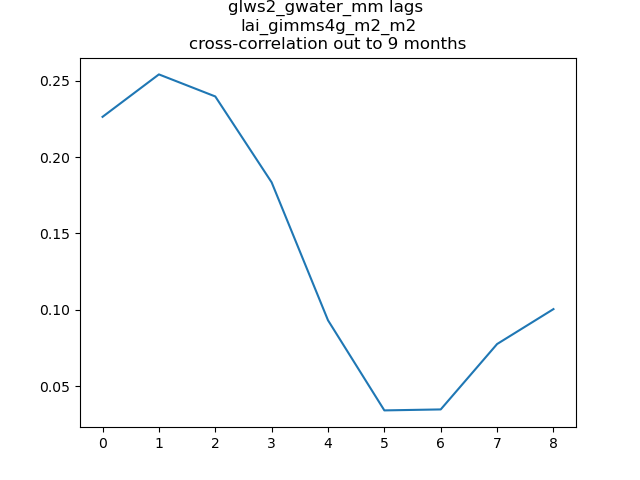 glws2_gwater_mm lags
lai_gimms4g_m2_m2
cross-correlation out to 9 months
0.25
0.20
0.15
0.10
0.05
0 1 2 3 4 5 6 7 8